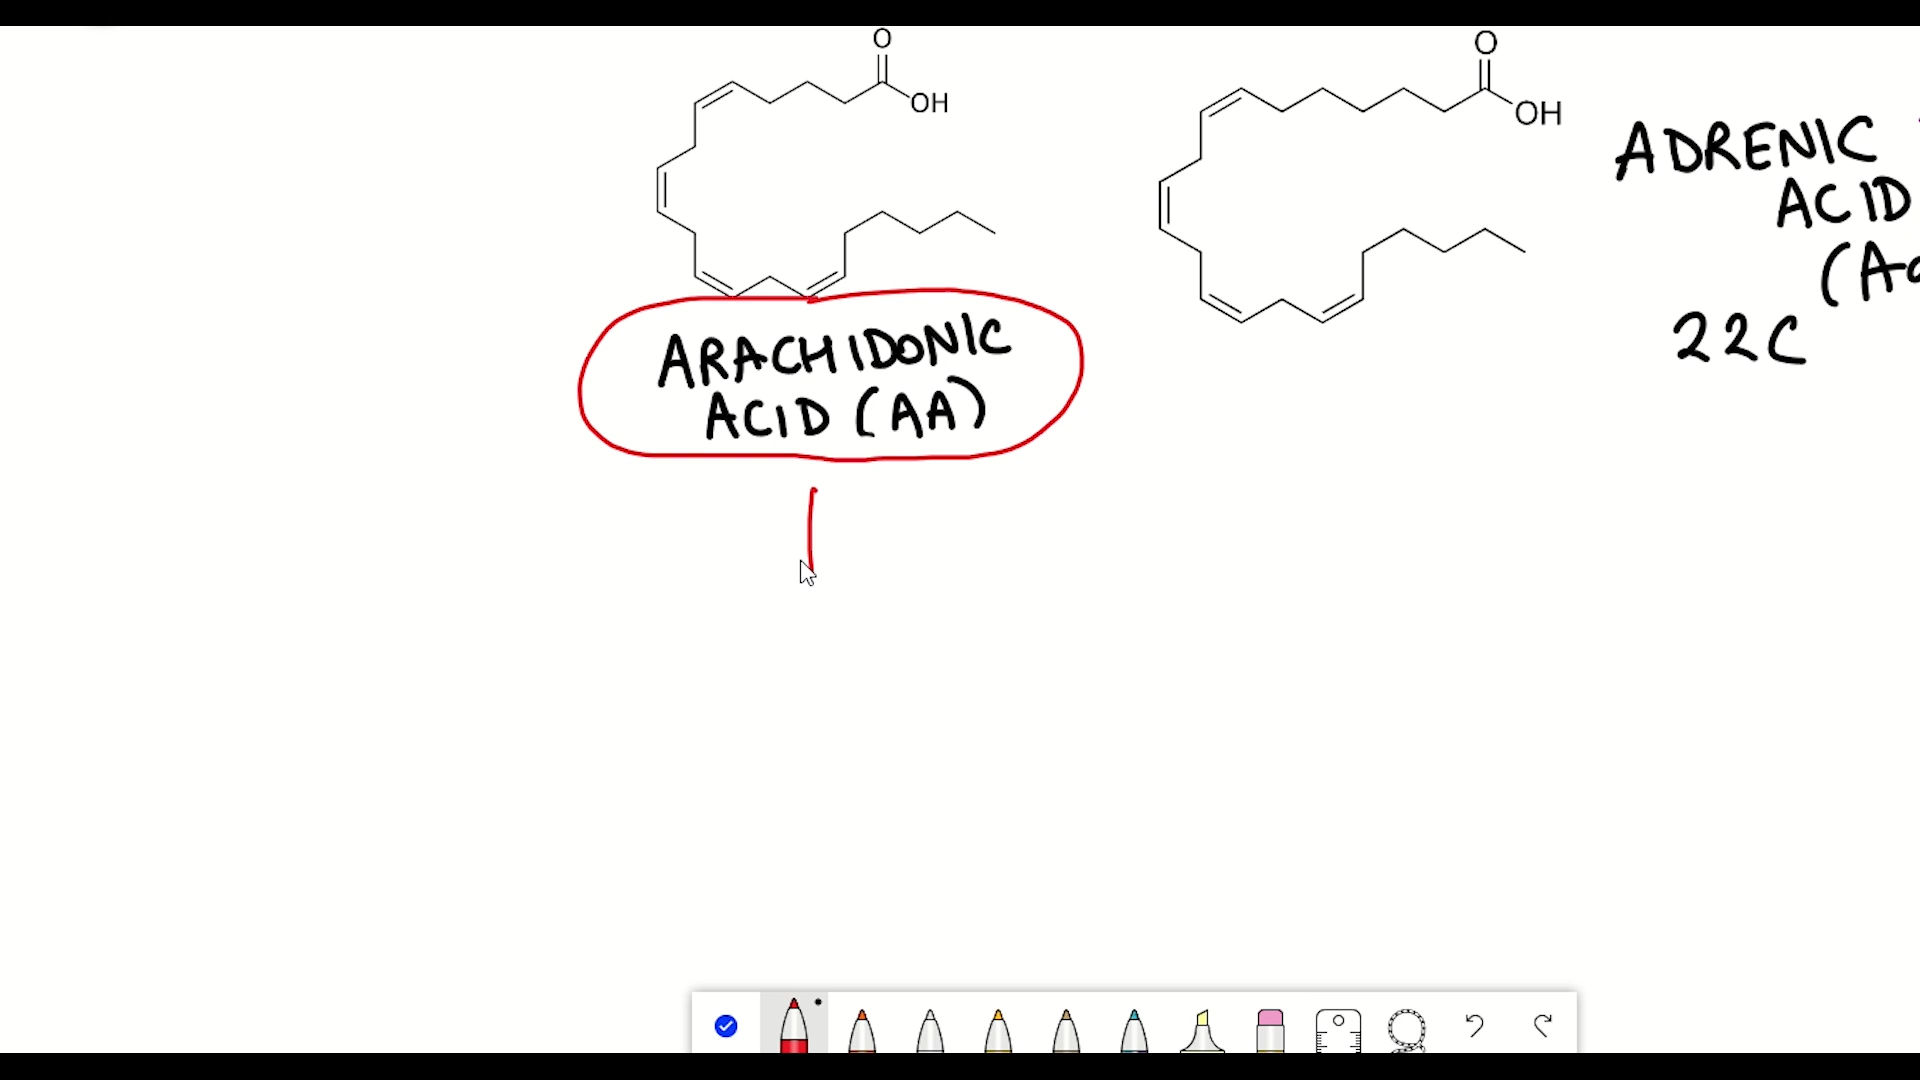 O
OH
O
OH
ARACHIDONIC
ACID (AA)
ADRENIC
ACID
22C